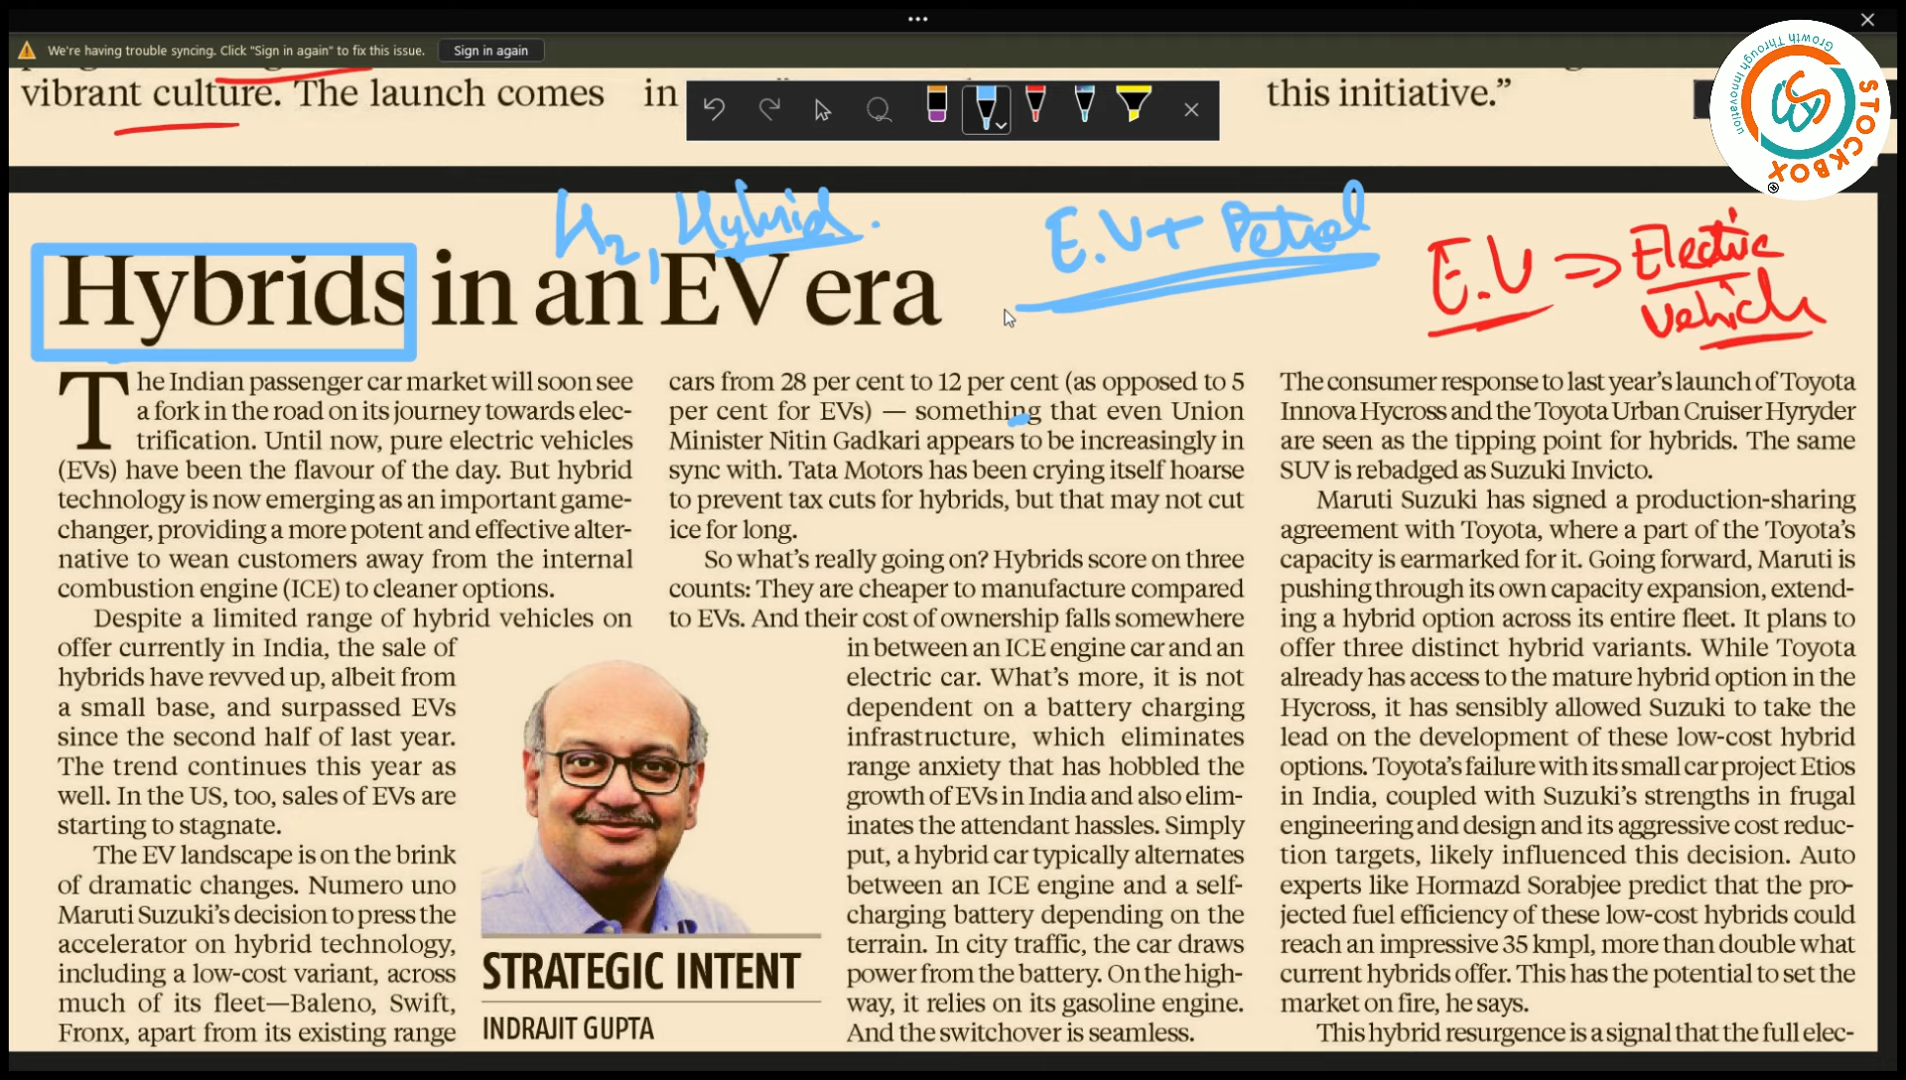 We're having trouble syncing. Click "Sign in again" to fix this issue.
Sign in again
vibrant culture. The launch comes
in
this initiative.”
Growth Through Innovation
STOCKBOX
®
H2, Hybrids.
E.V + Petrol
E.V ⇒ Electric
Vehicle
Hybrids in an EV era
The Indian passenger car market will soon see
a fork in the road on its journey towards elec-
trification. Until now, pure electric vehicles
(EVs) have been the flavour of the day. But hybrid
technology is now emerging as an important game-
changer, providing a more potent and effective alter-
native to wean customers away from the internal
combustion engine (ICE) to cleaner options.
Despite a limited range of hybrid vehicles on
offer currently in India, the sale of
hybrids have revved up, albeit from
a small base, and surpassed EVs
since the second half of last year.
The trend continues this year as
well. In the US, too, sales of EVs are
starting to stagnate.
The EV landscape is on the brink
of dramatic changes. Numero uno
Maruti Suzuki’s decision to press the
accelerator on hybrid technology,
including a low-cost variant, across
much of its fleet—Baleno, Swift,
Fronx, apart from its existing range
STRATEGIC INTENT
INDRAJIT GUPTA
cars from 28 per cent to 12 per cent (as opposed to 5
per cent for EVs) — something that even Union
Minister Nitin Gadkari appears to be increasingly in
sync with. Tata Motors has been crying itself hoarse
to prevent tax cuts for hybrids, but that may not cut
ice for long.
So what’s really going on? Hybrids score on three
counts: They are cheaper to manufacture compared
to EVs. And their cost of ownership falls somewhere
in between an ICE engine car and an
electric car. What’s more, it is not
dependent on a battery charging
infrastructure, which eliminates
range anxiety that has hobbled the
growth of EVs in India and also elim-
inates the attendant hassles. Simply
put, a hybrid car typically alternates
between an ICE engine and a self-
charging battery depending on the
terrain. In city traffic, the car draws
power from the battery. On the high-
way, it relies on its gasoline engine.
And the switchover is seamless.
The consumer response to last year’s launch of Toyota
Innova Hycross and the Toyota Urban Cruiser Hyryder
are seen as the tipping point for hybrids. The same
SUV is rebadged as Suzuki Invicto.
Maruti Suzuki has signed a production-sharing
agreement with Toyota, where a part of the Toyota’s
capacity is earmarked for it. Going forward, Maruti is
pushing through its own capacity expansion, extend-
ing a hybrid option across its entire fleet. It plans to
offer three distinct hybrid variants. While Toyota
already has access to the mature hybrid option in the
Hycross, it has sensibly allowed Suzuki to take the
lead on the development of these low-cost hybrid
options. Toyota’s failure with its small car project Etios
in India, coupled with Suzuki’s strengths in frugal
engineering and design and its aggressive cost reduc-
tion targets, likely influenced this decision. Auto
experts like Hormazd Sorabjee predict that the pro-
jected fuel efficiency of these low-cost hybrids could
reach an impressive 35 kmpl, more than double what
current hybrids offer. This has the potential to set the
market on fire, he says.
This hybrid resurgence is a signal that the full elec-